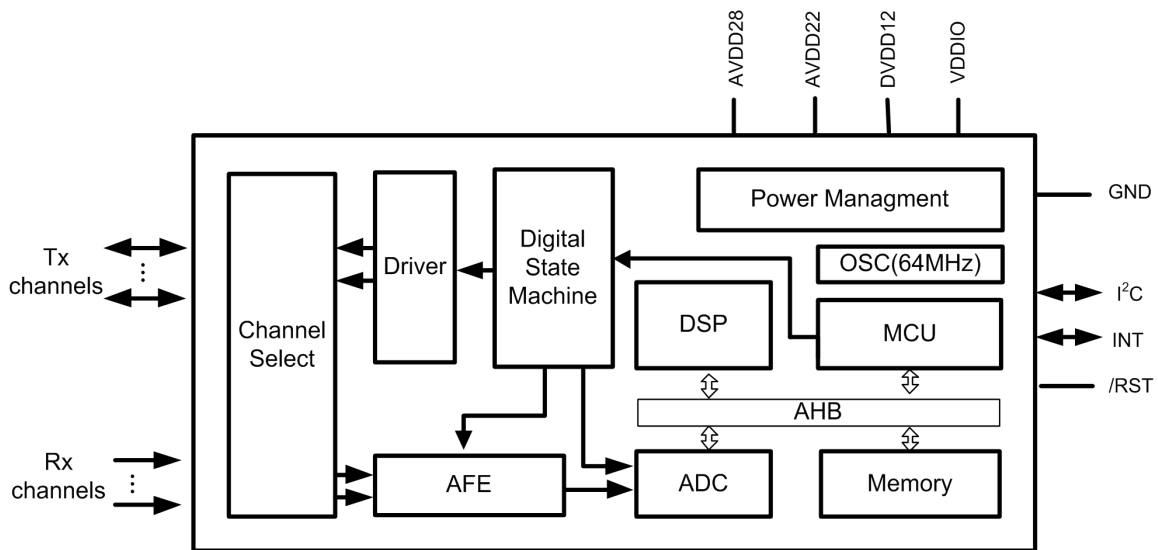 AVDD28
AVDD22
DVDD12
VDDIO
Power Managment
GND
OSC(64MHz)
Tx
channels
Driver
Digital
State
Machine
Channel
Select
DSP
MCU
I²C
INT
/RST
AHB
Rx
channels
AFE
ADC
Memory